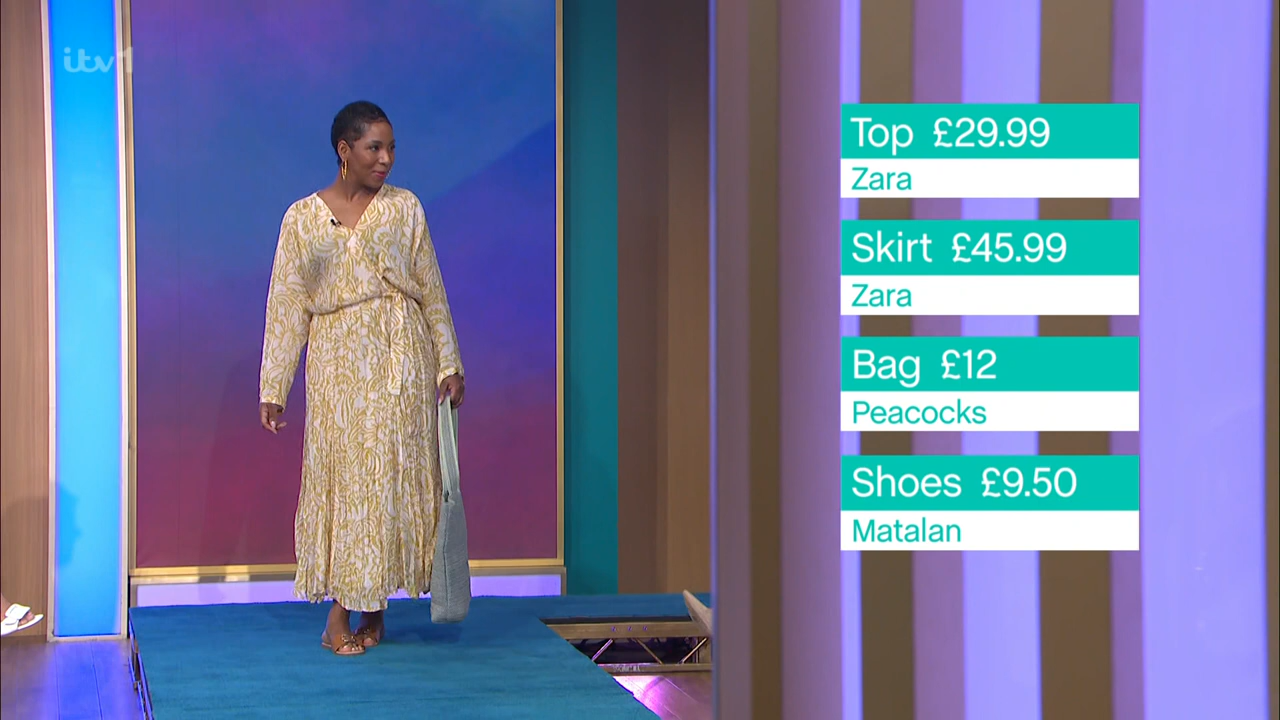 itv1
Top £29.99
Zara
Skirt £45.99
Zara
Bag £12
Peacocks
Shoes £9.50
Matalan